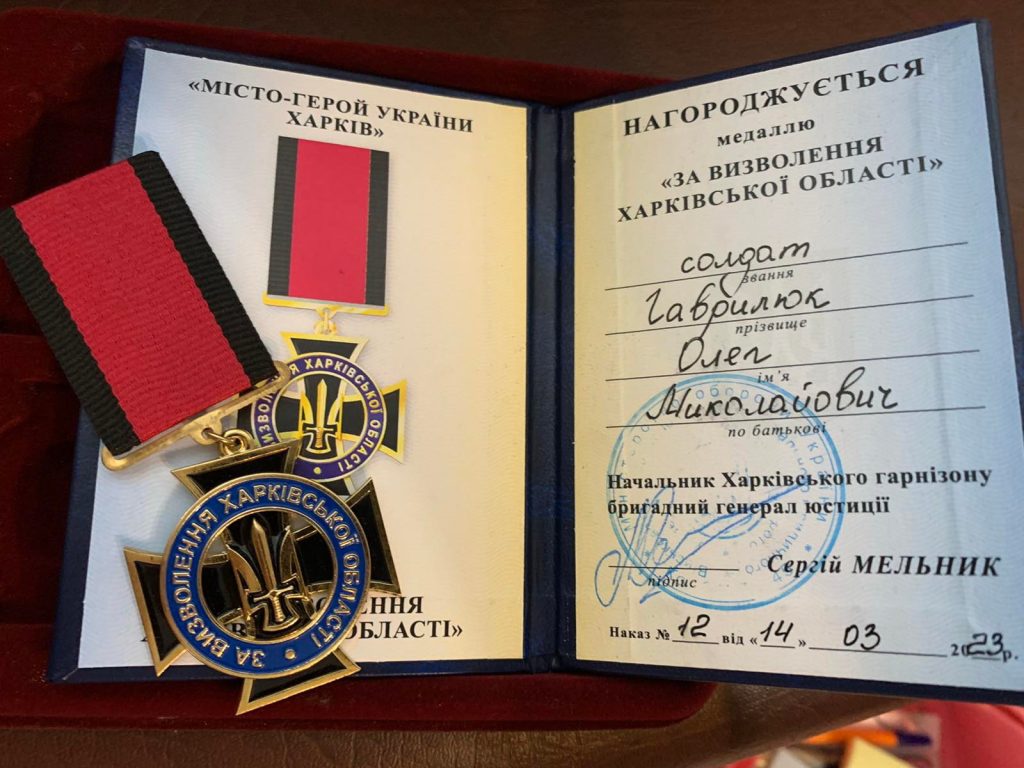 «МІСТО-ГЕРОЙ УКРАЇНИ
ХАРКІВ»
ВИЗВОЛЕННЯ ХАРКІВСЬКОЇ ОБЛАСТІ
ЗА ВИЗВОЛЕННЯ ХАРКІВСЬКОЇ ОБЛАСТІ
ОБЛАСТІ»
НАГОРОДЖУЄТЬСЯ
медаллю
«ЗА ВИЗВОЛЕННЯ
ХАРКІВСЬКОЇ ОБЛАСТІ»
солдат
звання
Гаврилюк
прізвище
Олег
ім'я
Миколайович
по батькові
Начальник Харківського гарнізону
бригадний генерал юстиції
Сергій МЕЛЬНИК
підпис
Наказ № 12 від «14» 03 2023р.